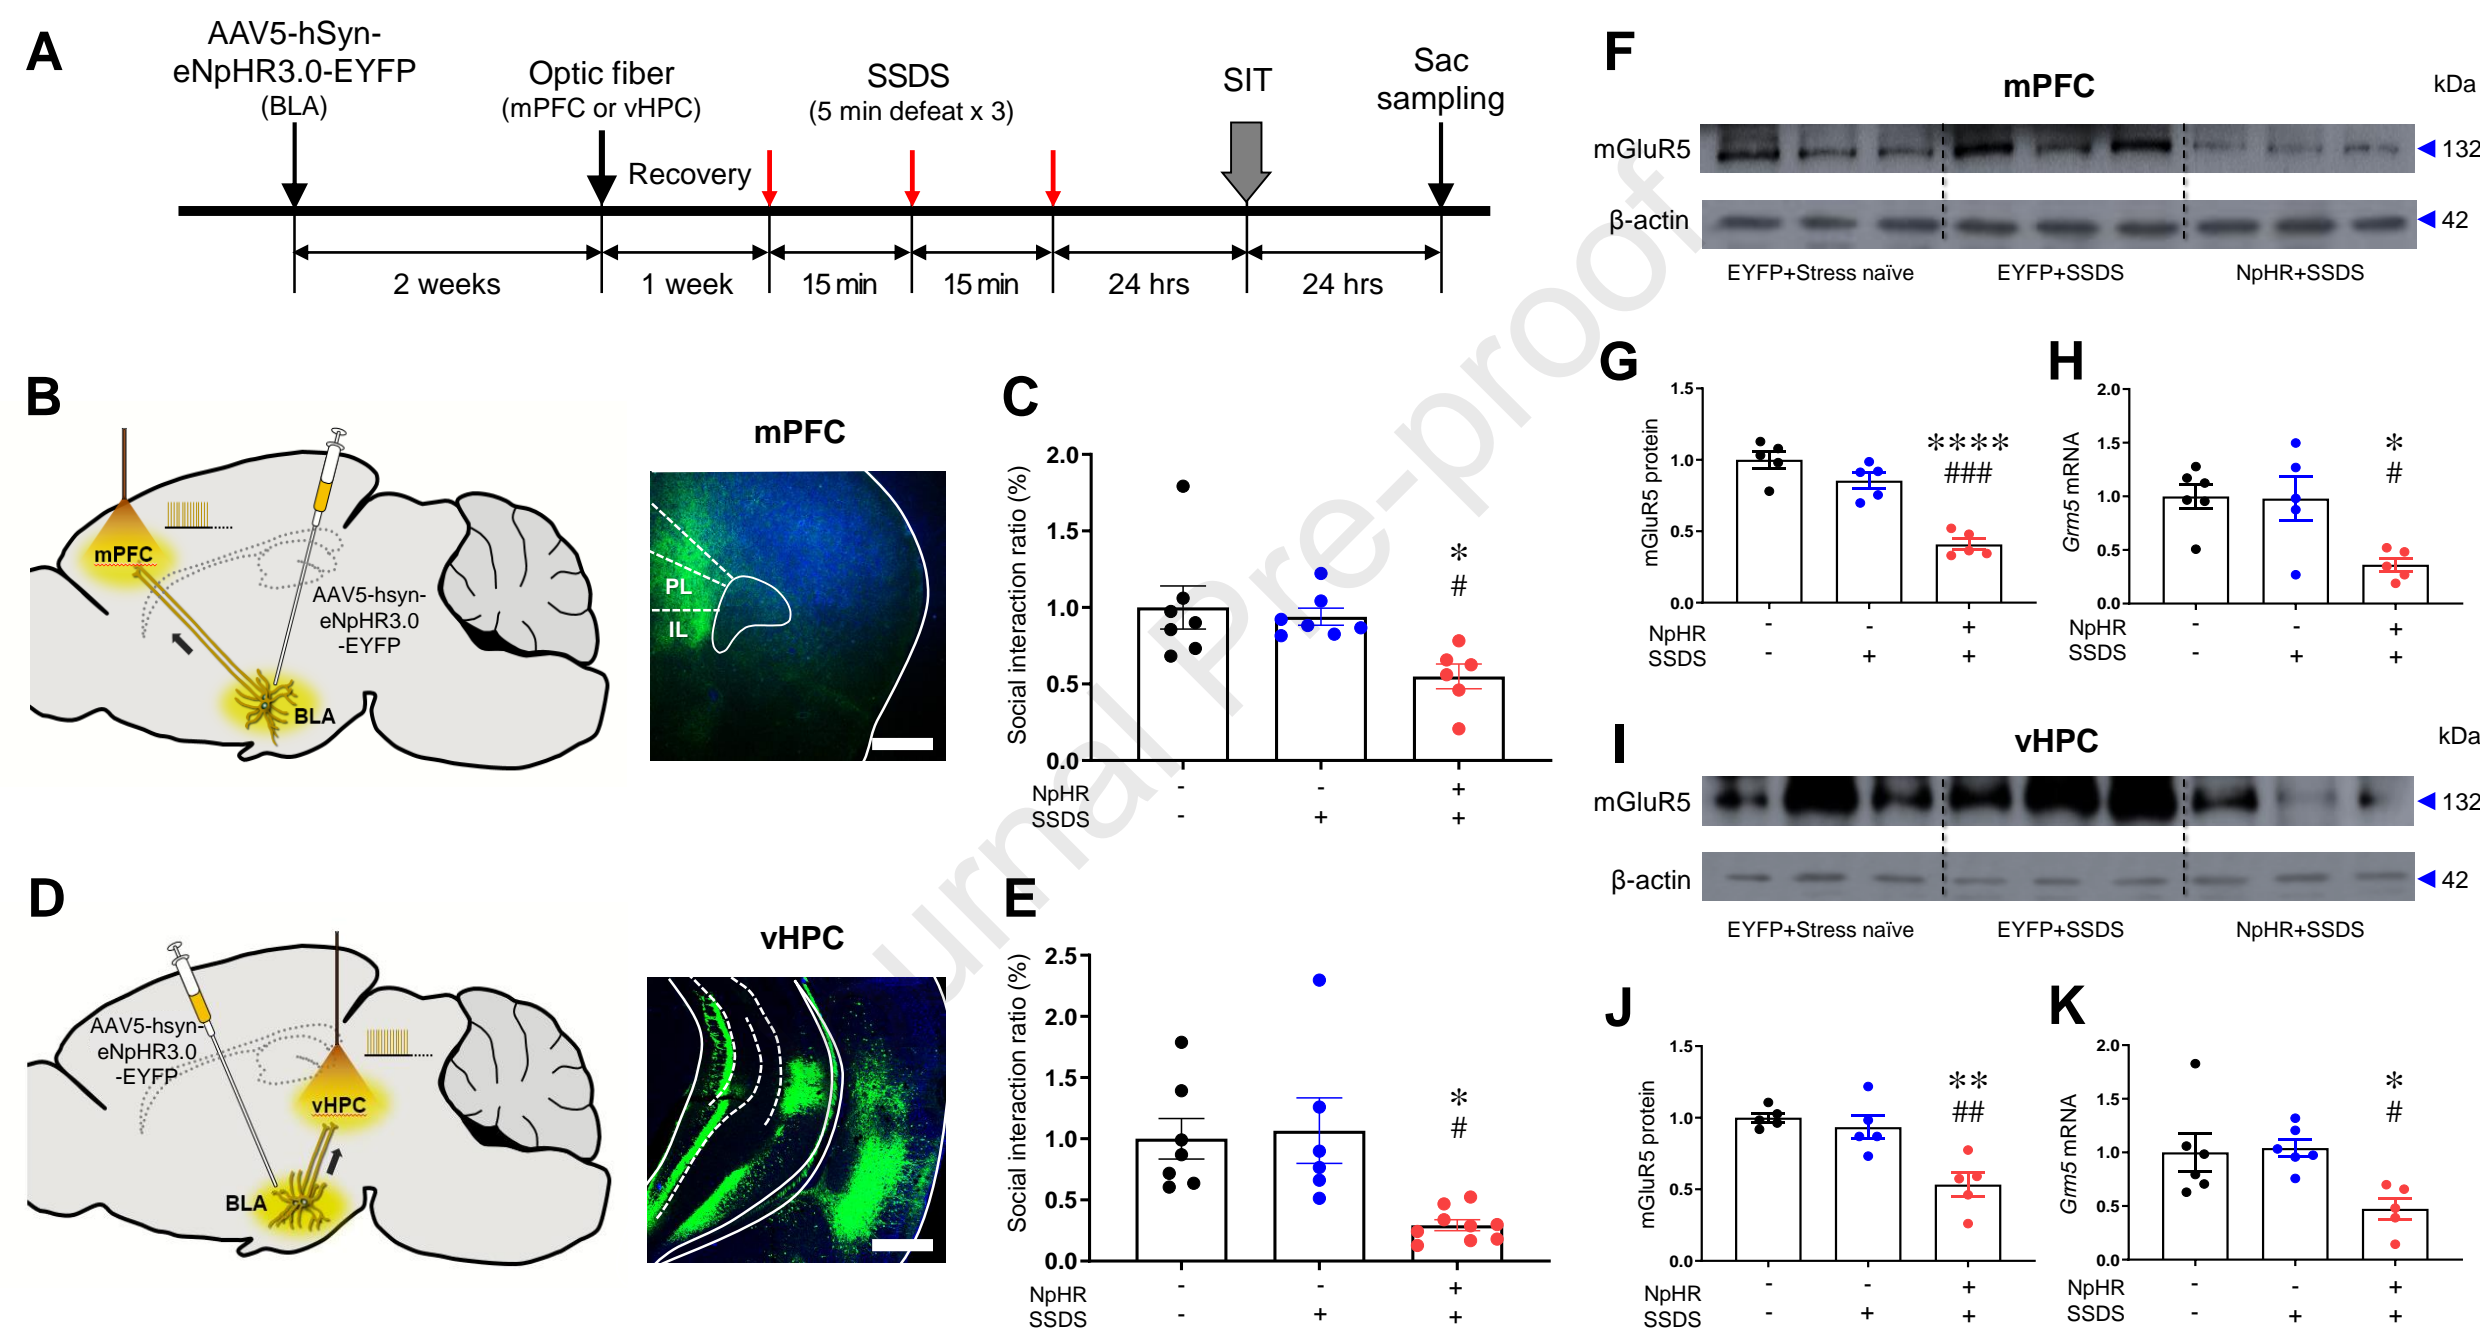 A
AAV5-hSyn-
eNpHR3.0-EYFP
(BLA)
Optic fiber
(mPFC or vHPC)
Recovery
SSDS
(5 min defeat x 3)
SIT
Sac
sampling
2 weeks
1 week
15 min
15 min
24 hrs
24 hrs
B
mPFC
AAV5-hsyn-
eNpHR3.0
-EYFP
BLA
mPFC
PL
IL
C
Social interaction ratio (%)
2.0
1.5
1.0
0.5
0.0
*
#
NpHR - - +
SSDS - + +
D
AAV5-hsyn-
eNpHR3.0
-EYFP
vHPC
BLA
vHPC
E
Social interaction ratio (%)
2.5
2.0
1.5
1.0
0.5
0.0
*
#
NpHR - - +
SSDS - + +
F
mPFC
kDa
mGluR5
132
β-actin
42
EYFP+Stress naïve EYFP+SSDS NpHR+SSDS
G
mGluR5 protein
1.5
1.0
0.5
0.0
****
###
NpHR - - +
SSDS - + +
H
Grm5 mRNA
2.0
1.5
1.0
0.5
0.0
*
#
NpHR - - +
SSDS - + +
I
vHPC
kDa
mGluR5
132
β-actin
42
EYFP+Stress naïve EYFP+SSDS NpHR+SSDS
J
mGluR5 protein
1.5
1.0
0.5
0.0
**
##
NpHR - - +
SSDS - + +
K
Grm5 mRNA
2.0
1.5
1.0
0.5
0.0
*
#
NpHR - - +
SSDS - + +
urnal Pre-proof